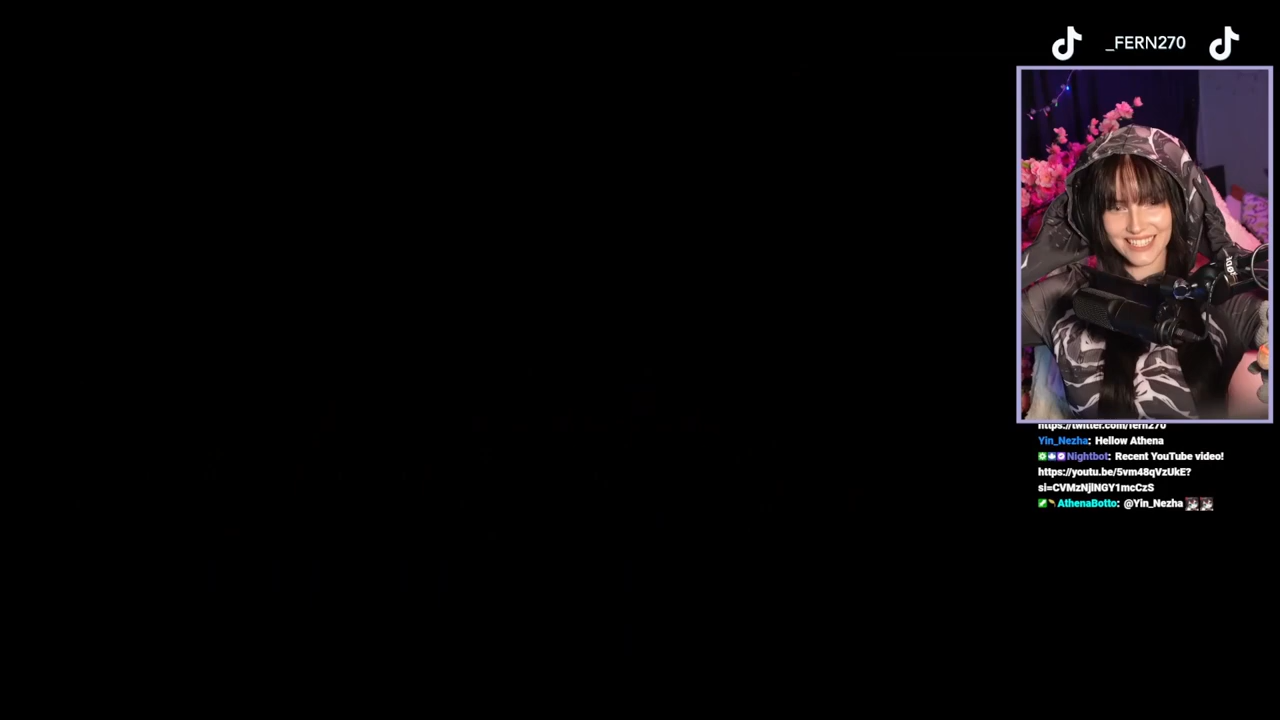 _FERN270
https://twitter.com/fern270
Yin_Nezha: Hellow Athena
Nightbot: Recent YouTube video!
https://youtu.be/5vm48qVzUkE?
si=CVMzNjlNGY1mcCzS
AthenaBotto: @Yin_Nezha